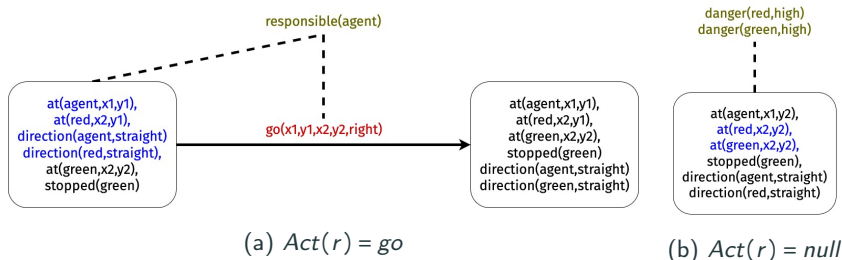 responsible(agent)
at(agent,x1,y1),
at(red,x2,y1),
direction(agent,straight)
direction(red,straight),
at(green,x2,y2),
stopped(green)
go(x1,y1,x2,y2,right)
at(agent,x1,y1),
at(red,x2,y1),
at(green,x2,y2),
stopped(green)
direction(agent,straight)
direction(green,straight)
(a) Act(r) = go
danger(red,high)
danger(green,high)
at(agent,x1,y2),
at(red,x2,y2),
at(green,x2,y2),
stopped(green),
direction(agent,straight)
direction(red,straight)
(b) Act(r) = null